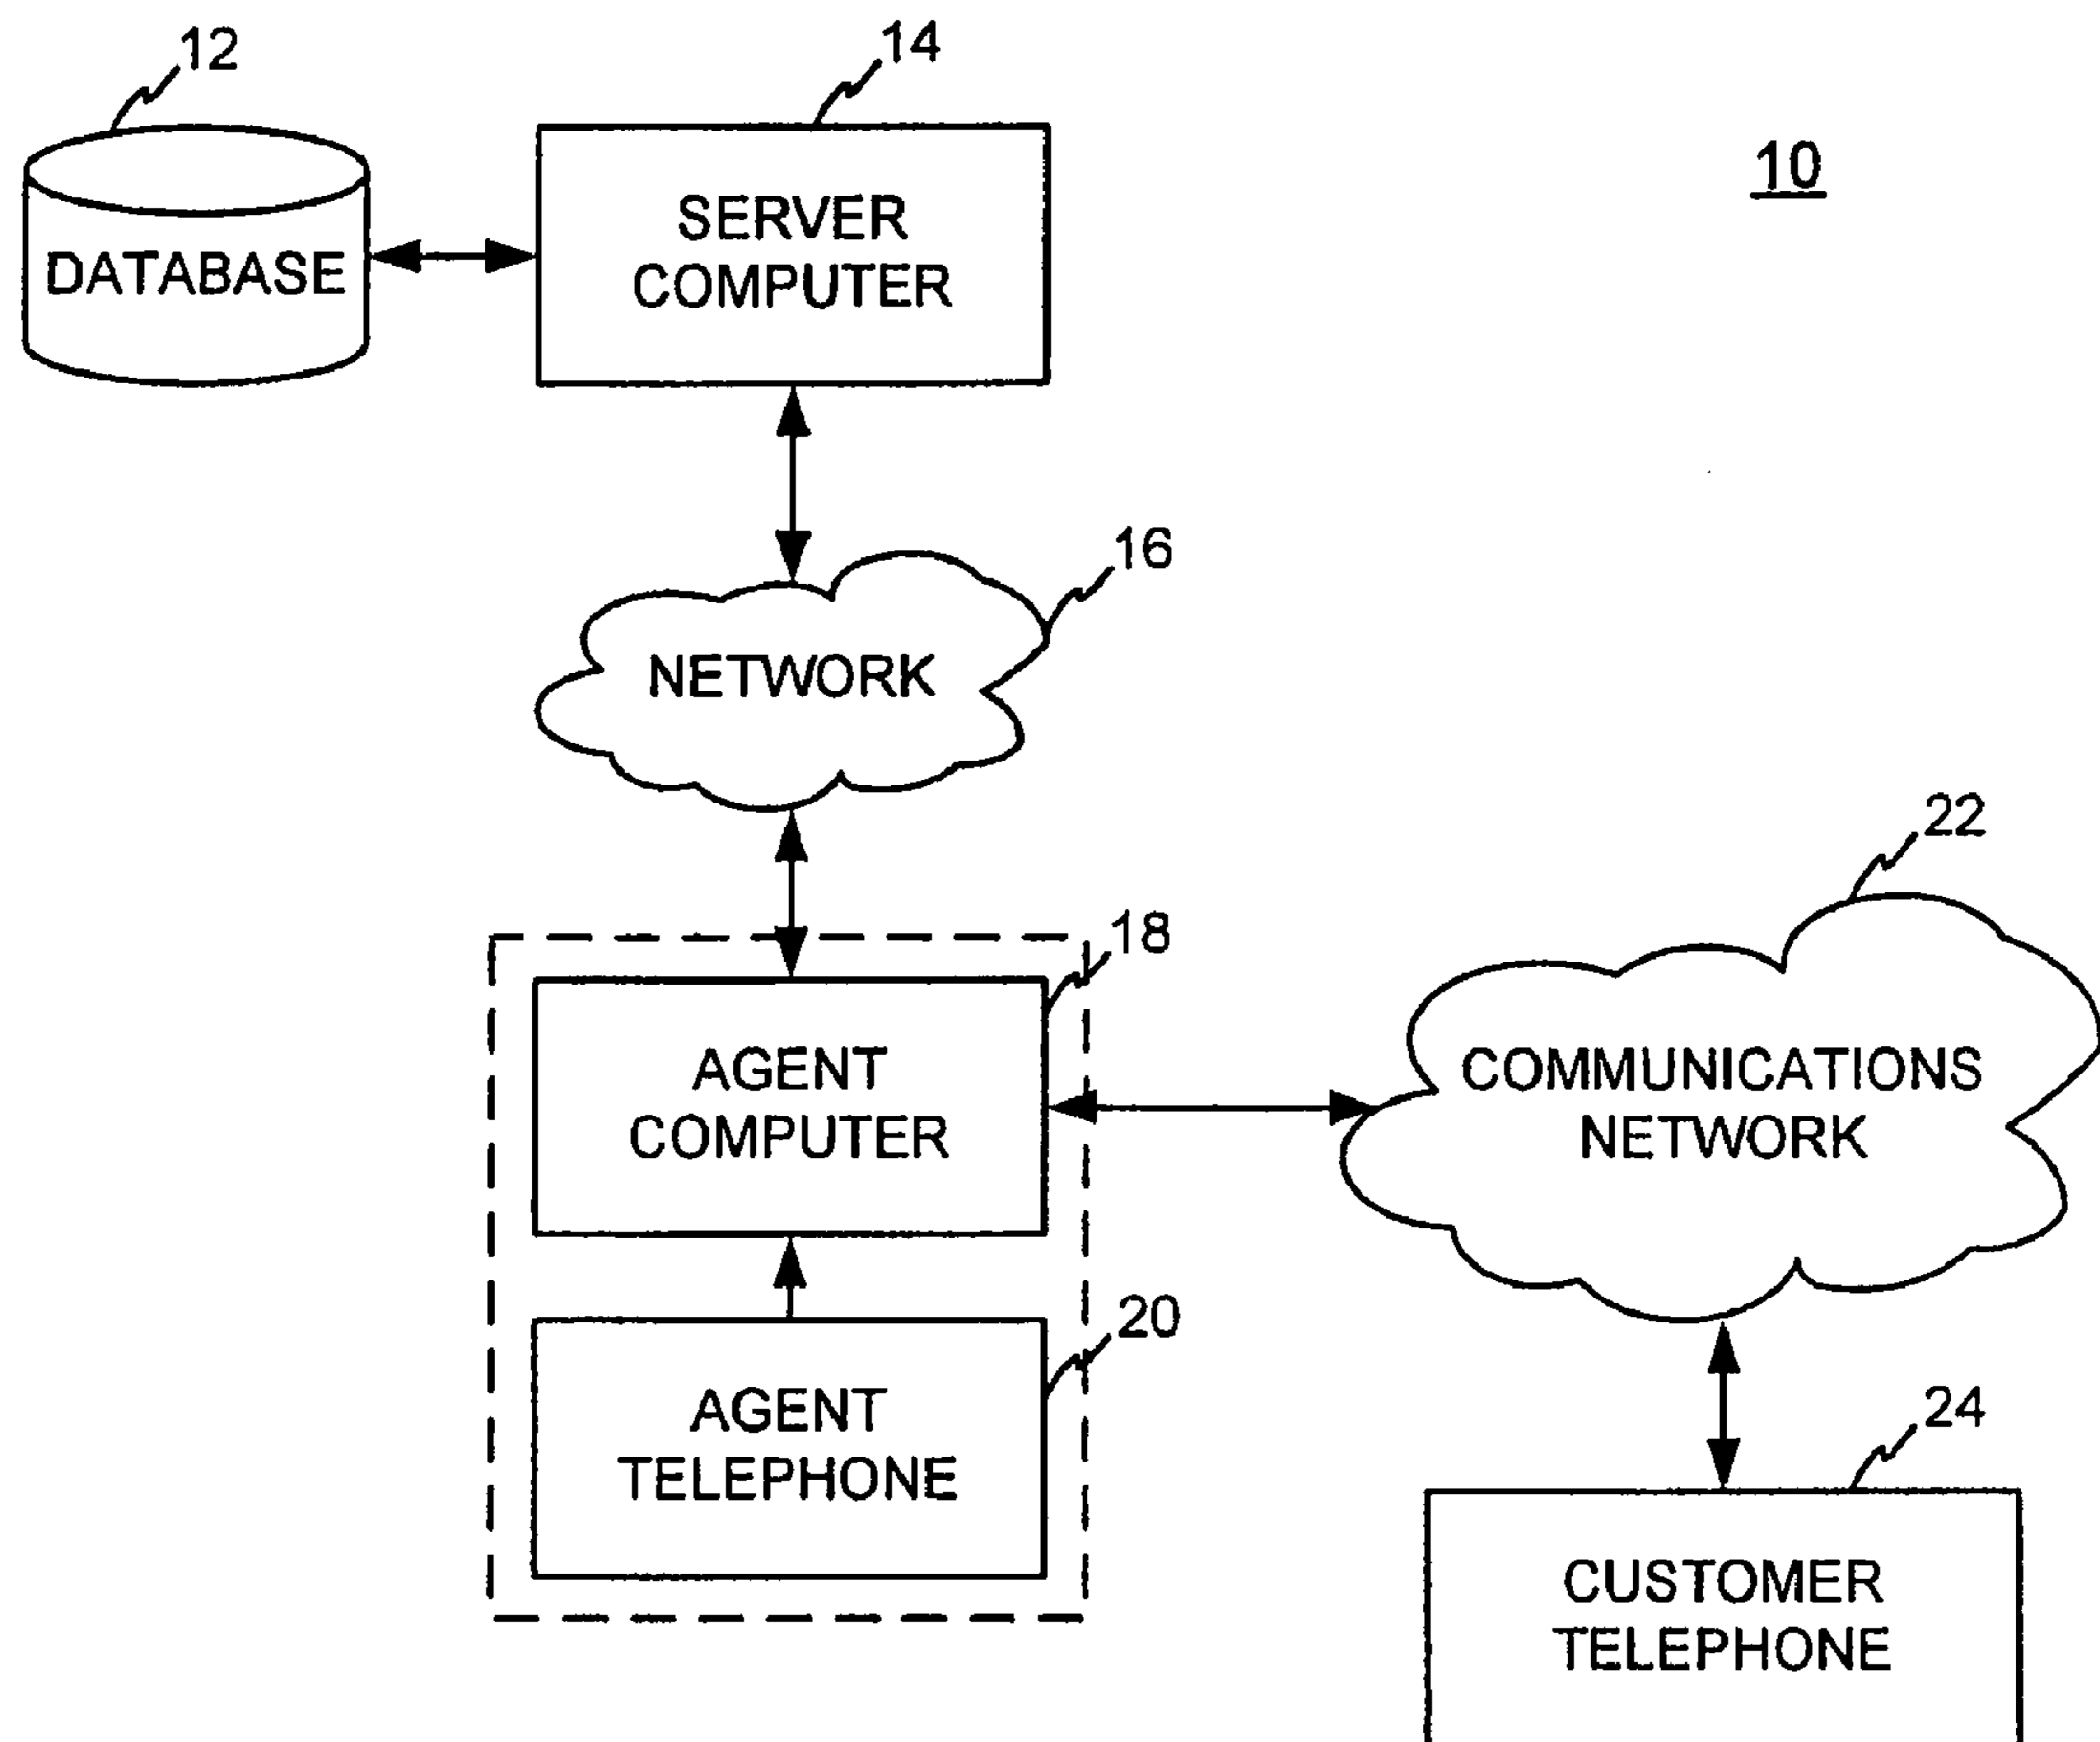 12
14
10
DATABASE
SERVER
COMPUTER
16
NETWORK
22
18
AGENT
COMPUTER
COMMUNICATIONS
NETWORK
20
AGENT
TELEPHONE
24
CUSTOMER
TELEPHONE